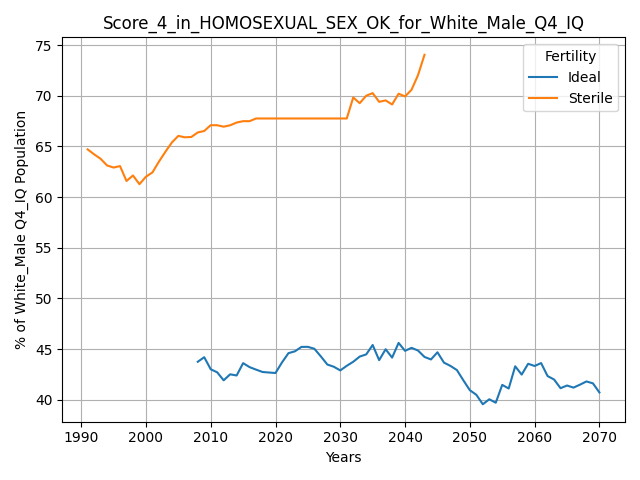 Score_4_in_HOMOSEXUAL_SEX_OK_for_White_Male_Q4_IQ
% of White_Male Q4_IQ Population
75
70
65
60
55
50
45
40
Fertility
Ideal
Sterile
1990 2000 2010 2020 2030 2040 2050 2060 2070
Years